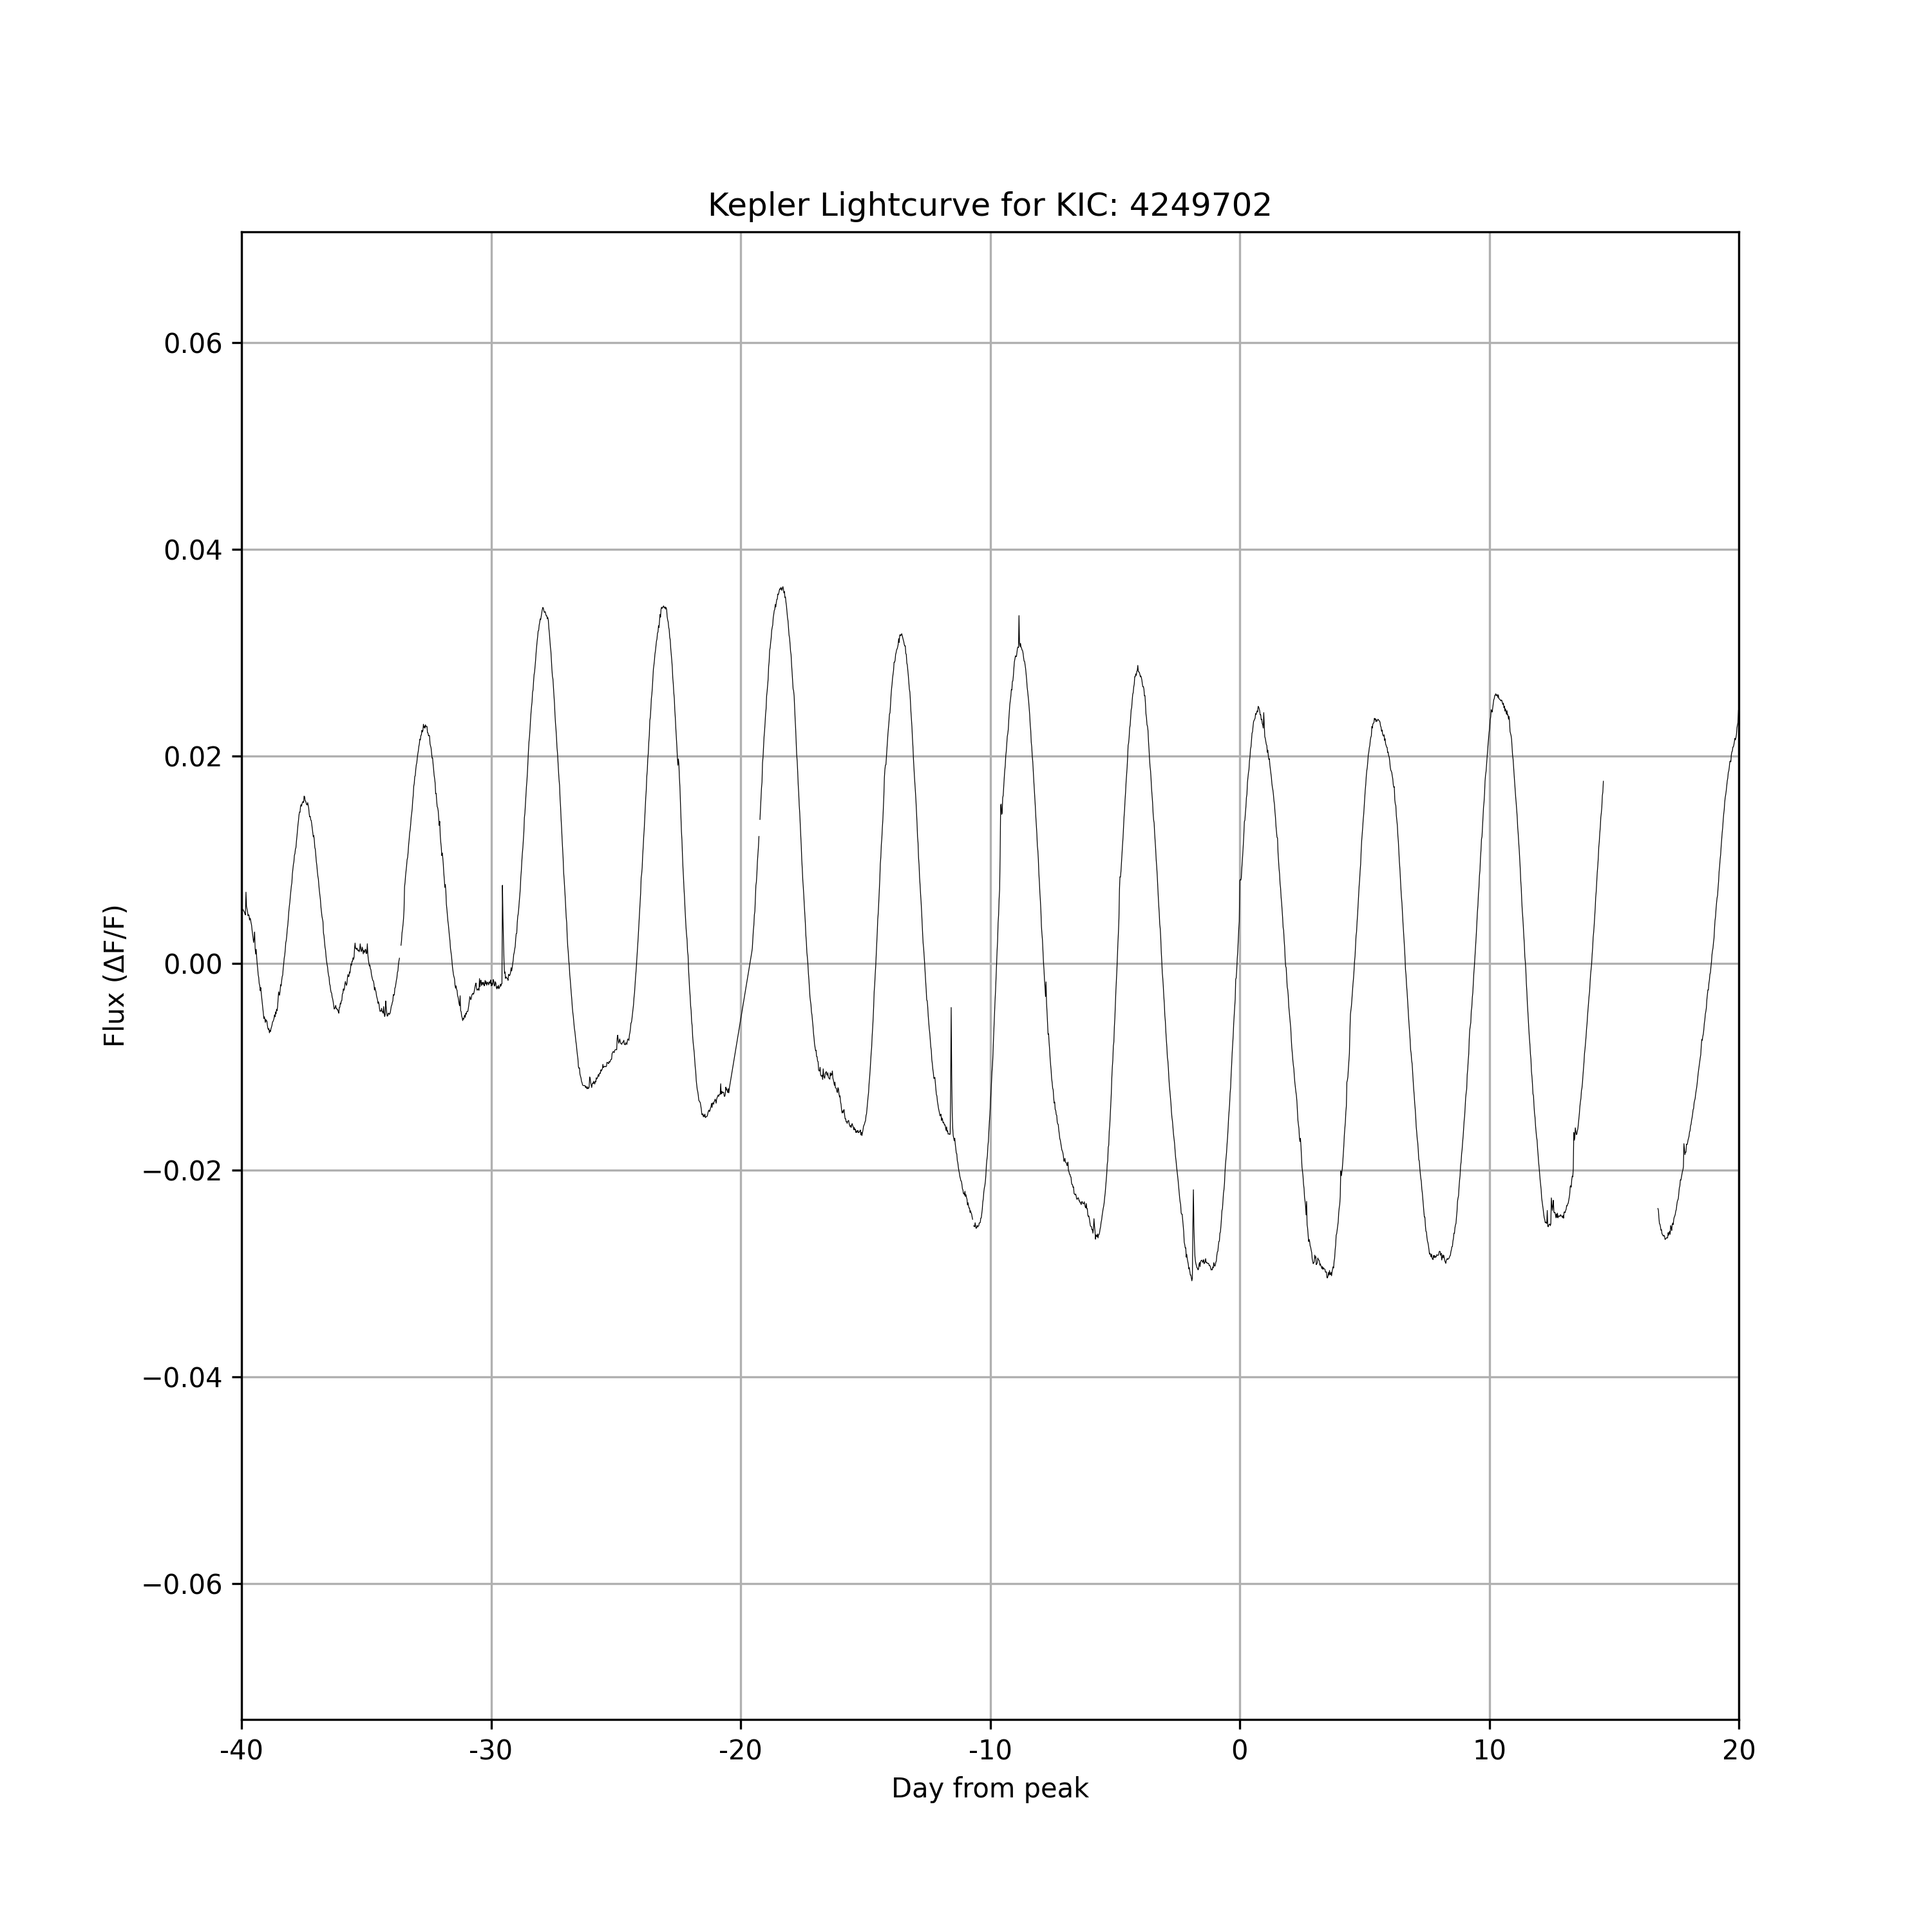 Kepler Lightcurve for KIC: 4249702
0.06
0.04
0.02
0.00
−0.02
−0.04
−0.06
Flux (ΔF/F)
-40 -30 -20 -10 0 10 20
Day from peak